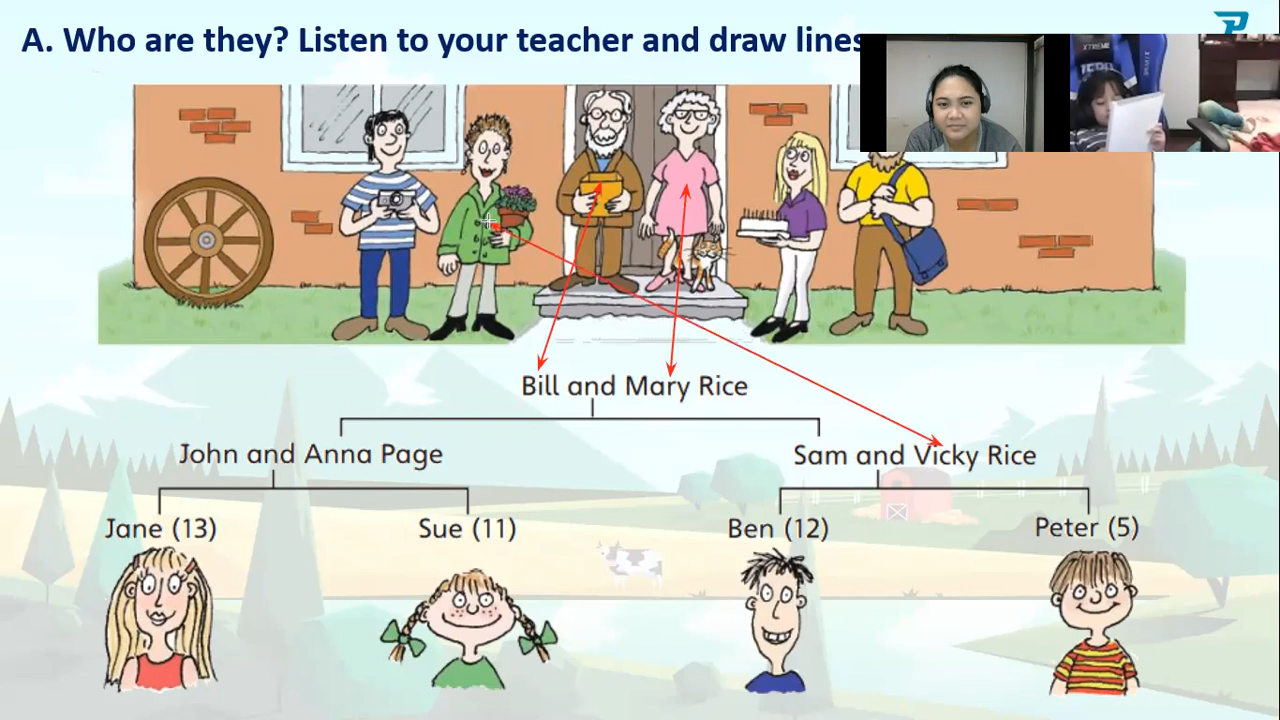 A. Who are they? Listen to your teacher and draw lines
XTREME
Bill and Mary Rice
John and Anna Page
Sam and Vicky Rice
Jane (13)
Sue (11)
Ben (12)
Peter (5)